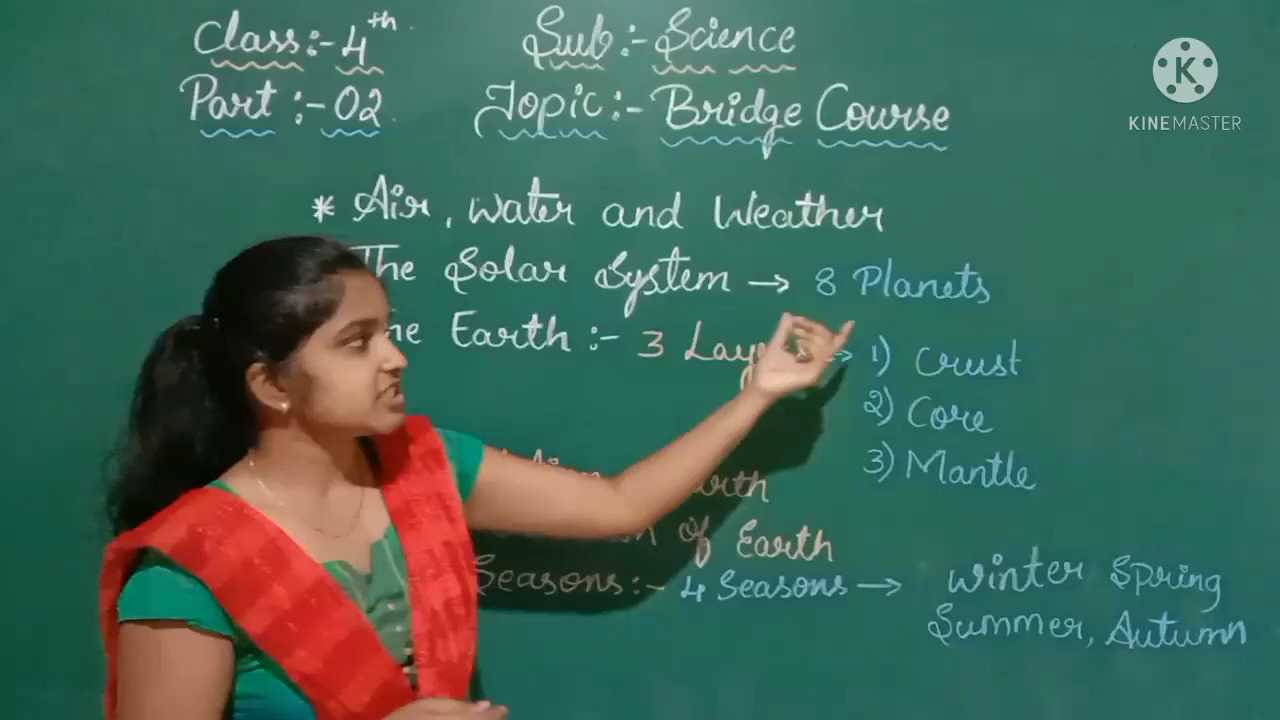 Class:- 4th Sub:- Science
Part:- 02 Topic:- Bridge Course
* Air, Water and Weather
The Solar System → 8 Planets
Earth:- 3 → 1) Crust
2) Core
3) Mantle
of Earth
Seasons:- 4 Seasons → Winter Spring
Summer, Autumn
KINEMASTER